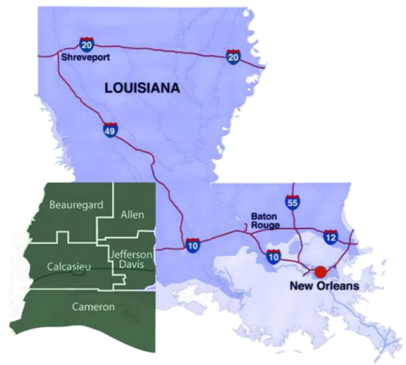 20
20
Shreveport
LOUISIANA
49
Beauregard
Allen
55
Baton
Rouge
12
10
10
Jefferson
Davis
Calcasieu
New Orleans
Cameron